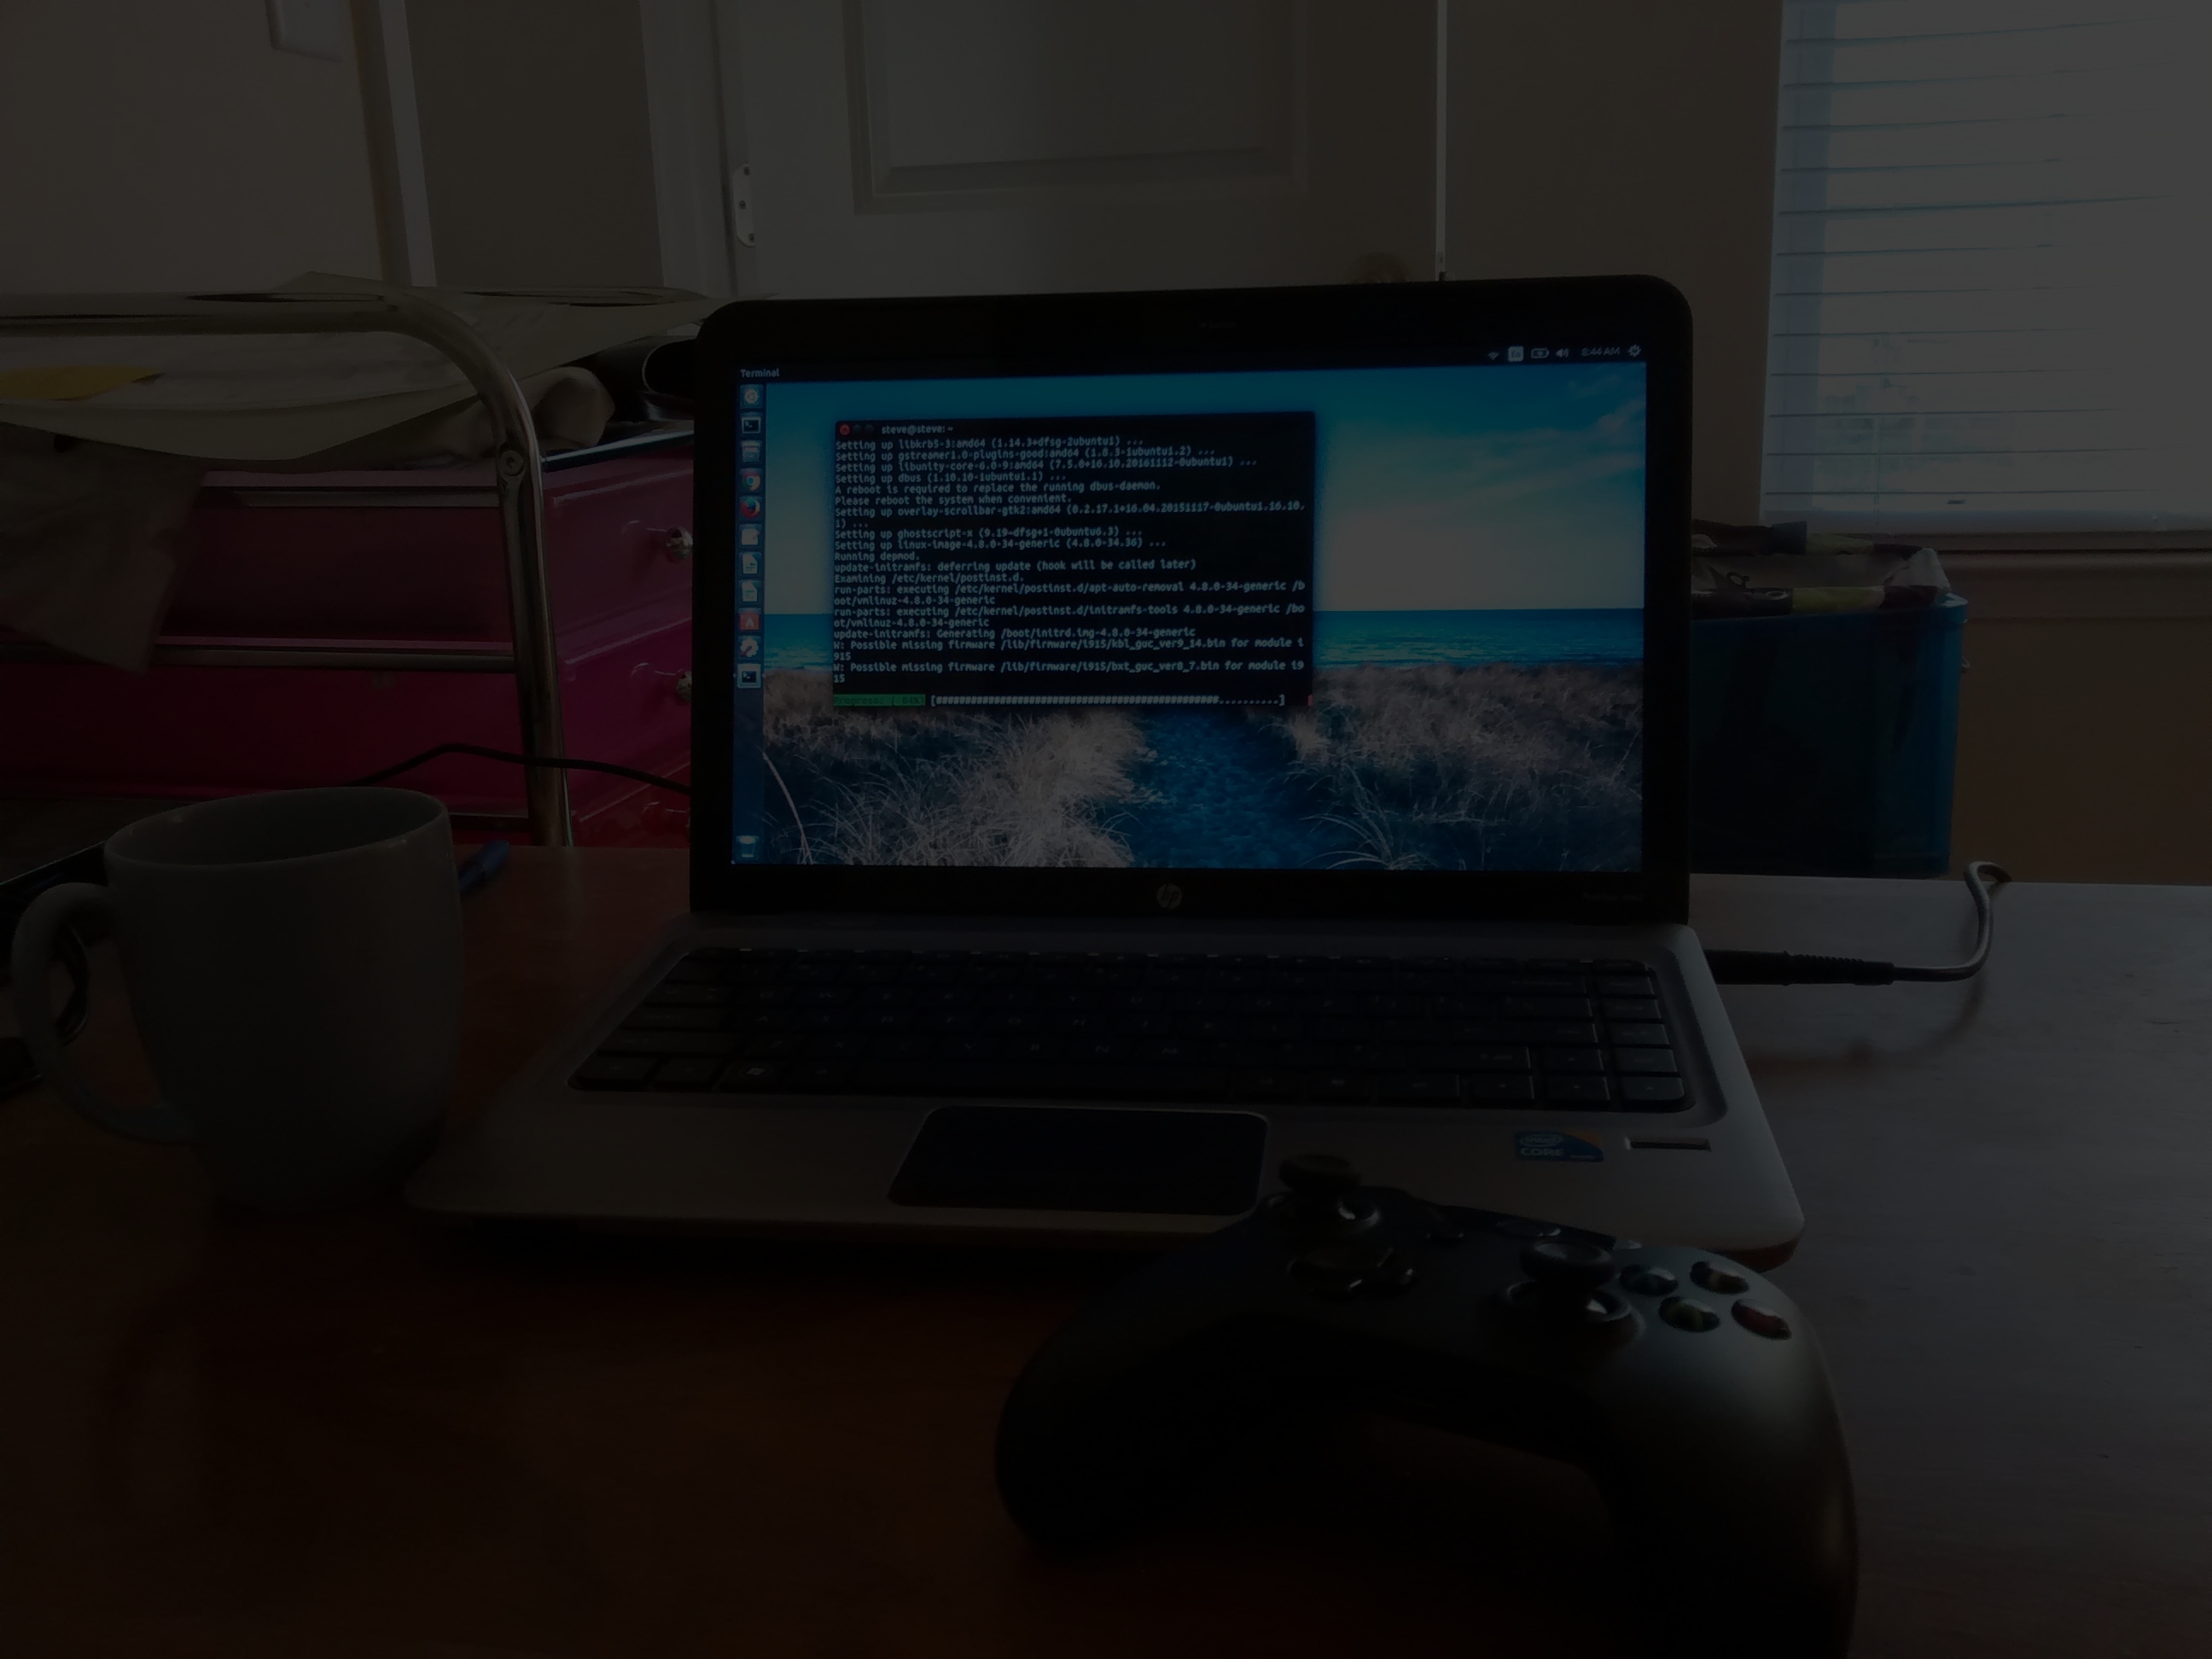 Terminal
8:44 AM
steve@steve: ~
Setting up libkrb5-3:amd64 (1.14.3+dfsg-2ubuntu1) ...
Setting up gstreamer1.0-plugins-good:amd64 (1.8.3-1ubuntu1.2) ...
Setting up libunity-core-6.0-9:amd64 (7.5.0+16.10.20161112-0ubuntu1) ...
Setting up dbus (1.10.10-1ubuntu1.1) ...
A reboot is required to replace the running dbus-daemon.
Please reboot the system when convenient.
Setting up overlay-scrollbar-gtk2:amd64 (0.2.17.1+16.04.20151117-0ubuntu1.16.10.
1) ...
Setting up ghostscript-x (9.19~dfsg+1-0ubuntu6.3) ...
Setting up linux-image-4.8.0-34-generic (4.8.0-34.36) ...
Running depmod.
update-initramfs: deferring update (hook will be called later)
Examining /etc/kernel/postinst.d.
run-parts: executing /etc/kernel/postinst.d/apt-auto-removal 4.8.0-34-generic /b
oot/vmlinuz-4.8.0-34-generic
run-parts: executing /etc/kernel/postinst.d/initramfs-tools 4.8.0-34-generic /bo
ot/vmlinuz-4.8.0-34-generic
update-initramfs: Generating /boot/initrd.img-4.8.0-34-generic
W: Possible missing firmware /lib/firmware/i915/kbl_guc_ver9_14.bin for module i
915
W: Possible missing firmware /lib/firmware/i915/bxt_guc_ver8_7.bin for module i9
15
Progress: [ 84%]
hp
intel
CORE